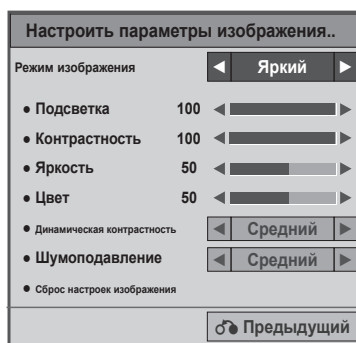 Настроить параметры изображения..
Режим изображения ◄ Яркий ►
● Подсветка 100
● Контрастность 100
● Яркость 50
● Цвет 50
● Динамическая контрастность ◄ Средний ►
● Шумоподавление ◄ Средний ►
● Сброс настроек изображения
Предыдущий